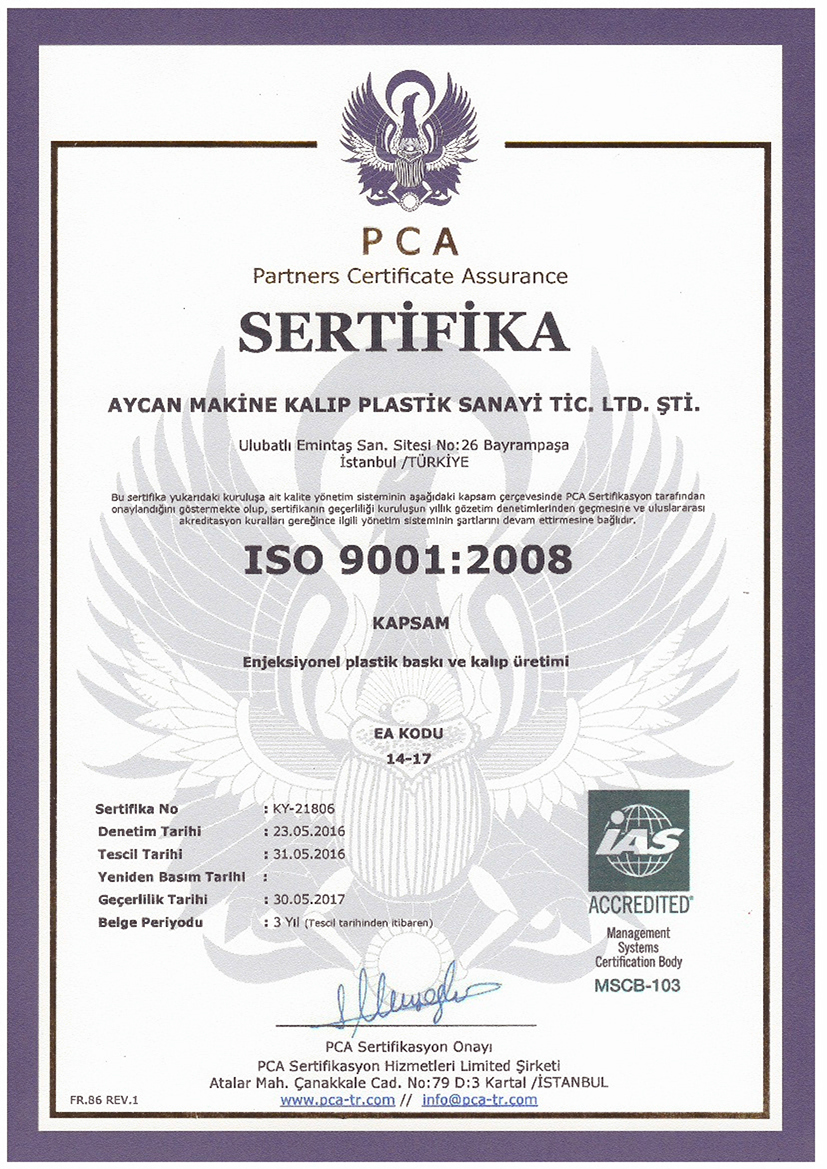 PCA
Partners Certificate Assurance
SERTİFİKA
AYCAN MAKİNE KALIP PLASTİK SANAYİ TİC. LTD. ŞTİ.
Ulubatlı Emintaş San. Sitesi No:26 Bayrampaşa
İstanbul /TÜRKİYE
Bu sertifika yukarıdaki kuruluşa ait kalite yönetim sisteminin aşağıdaki kapsam çerçevesinde PCA Sertifikasyon tarafından
onaylandığını göstermekte olup, sertifikanın geçerliliği kuruluşun yıllık gözetim denetimlerinden geçmesine ve uluslararası
akreditasyon kuralları gereğince ilgili yönetim sisteminin şartlarını devam ettirmesine bağlıdır.
ISO 9001:2008
KAPSAM
Enjeksiyonel plastik baskı ve kalıp üretimi
EA KODU
14-17
Sertifika No : KY-21806
Denetim Tarihi : 23.05.2016
Tescil Tarihi : 31.05.2016
Yeniden Basım Tarihi :
Geçerlilik Tarihi : 30.05.2017
Belge Periyodu : 3 Yıl (Tescil tarihinden itibaren)
iAS
ACCREDITED®
Management
Systems
Certification Body
MSCB-103
PCA Sertifikasyon Onayı
PCA Sertifikasyon Hizmetleri Limited Şirketi
Atalar Mah. Çanakkale Cad. No:79 D:3 Kartal /İSTANBUL
www.pca-tr.com // info@pca-tr.com
FR.86 REV.1